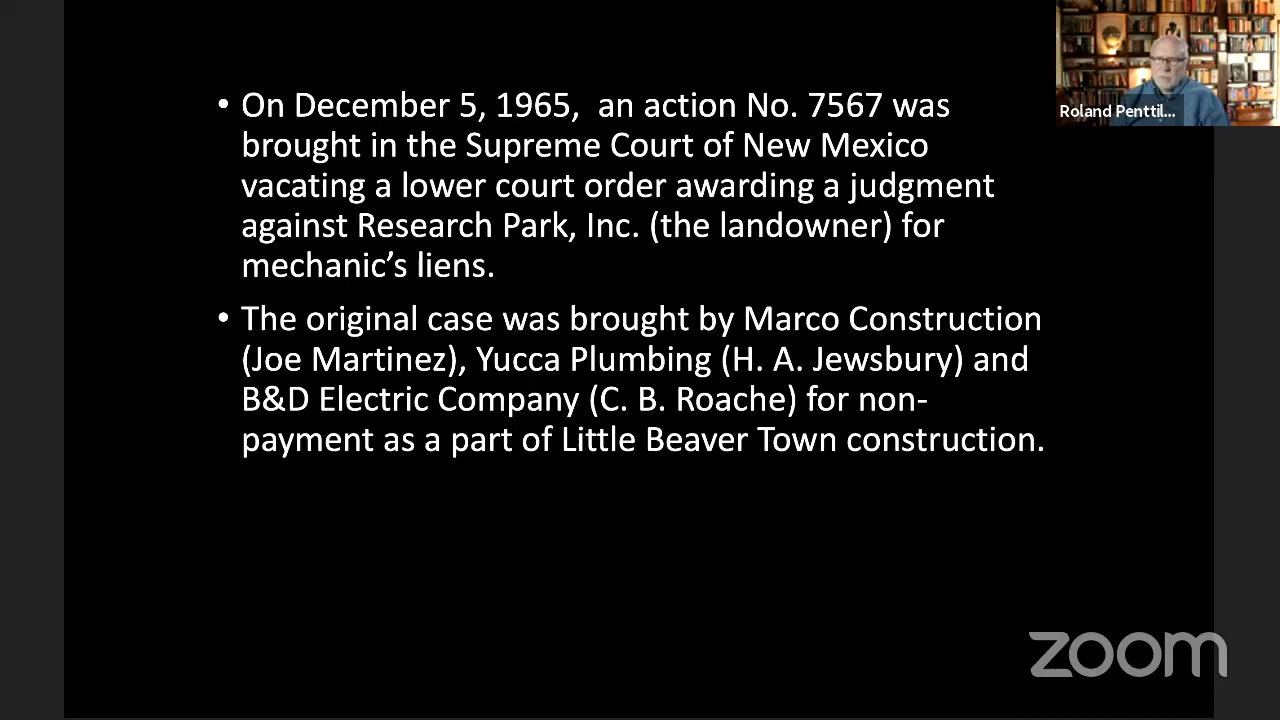 • On December 5, 1965,  an action No. 7567 was
brought in the Supreme Court of New Mexico
vacating a lower court order awarding a judgment
against Research Park, Inc. (the landowner) for
mechanic’s liens.
• The original case was brought by Marco Construction
(Joe Martinez), Yucca Plumbing (H. A. Jewsbury) and
B&D Electric Company (C. B. Roache) for non-
payment as a part of Little Beaver Town construction.
Roland Penttil...
zoom